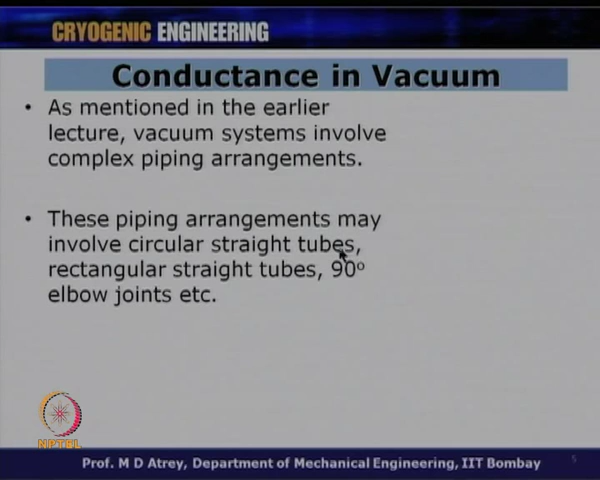 CRYOGENIC ENGINEERING
Conductance in Vacuum
• As mentioned in the earlier
lecture, vacuum systems involve
complex piping arrangements.
• These piping arrangements may
involve circular straight tubes,
rectangular straight tubes, 90º
elbow joints etc.
NPTEL
Prof. M D Atrey, Department of Mechanical Engineering, IIT Bombay
5